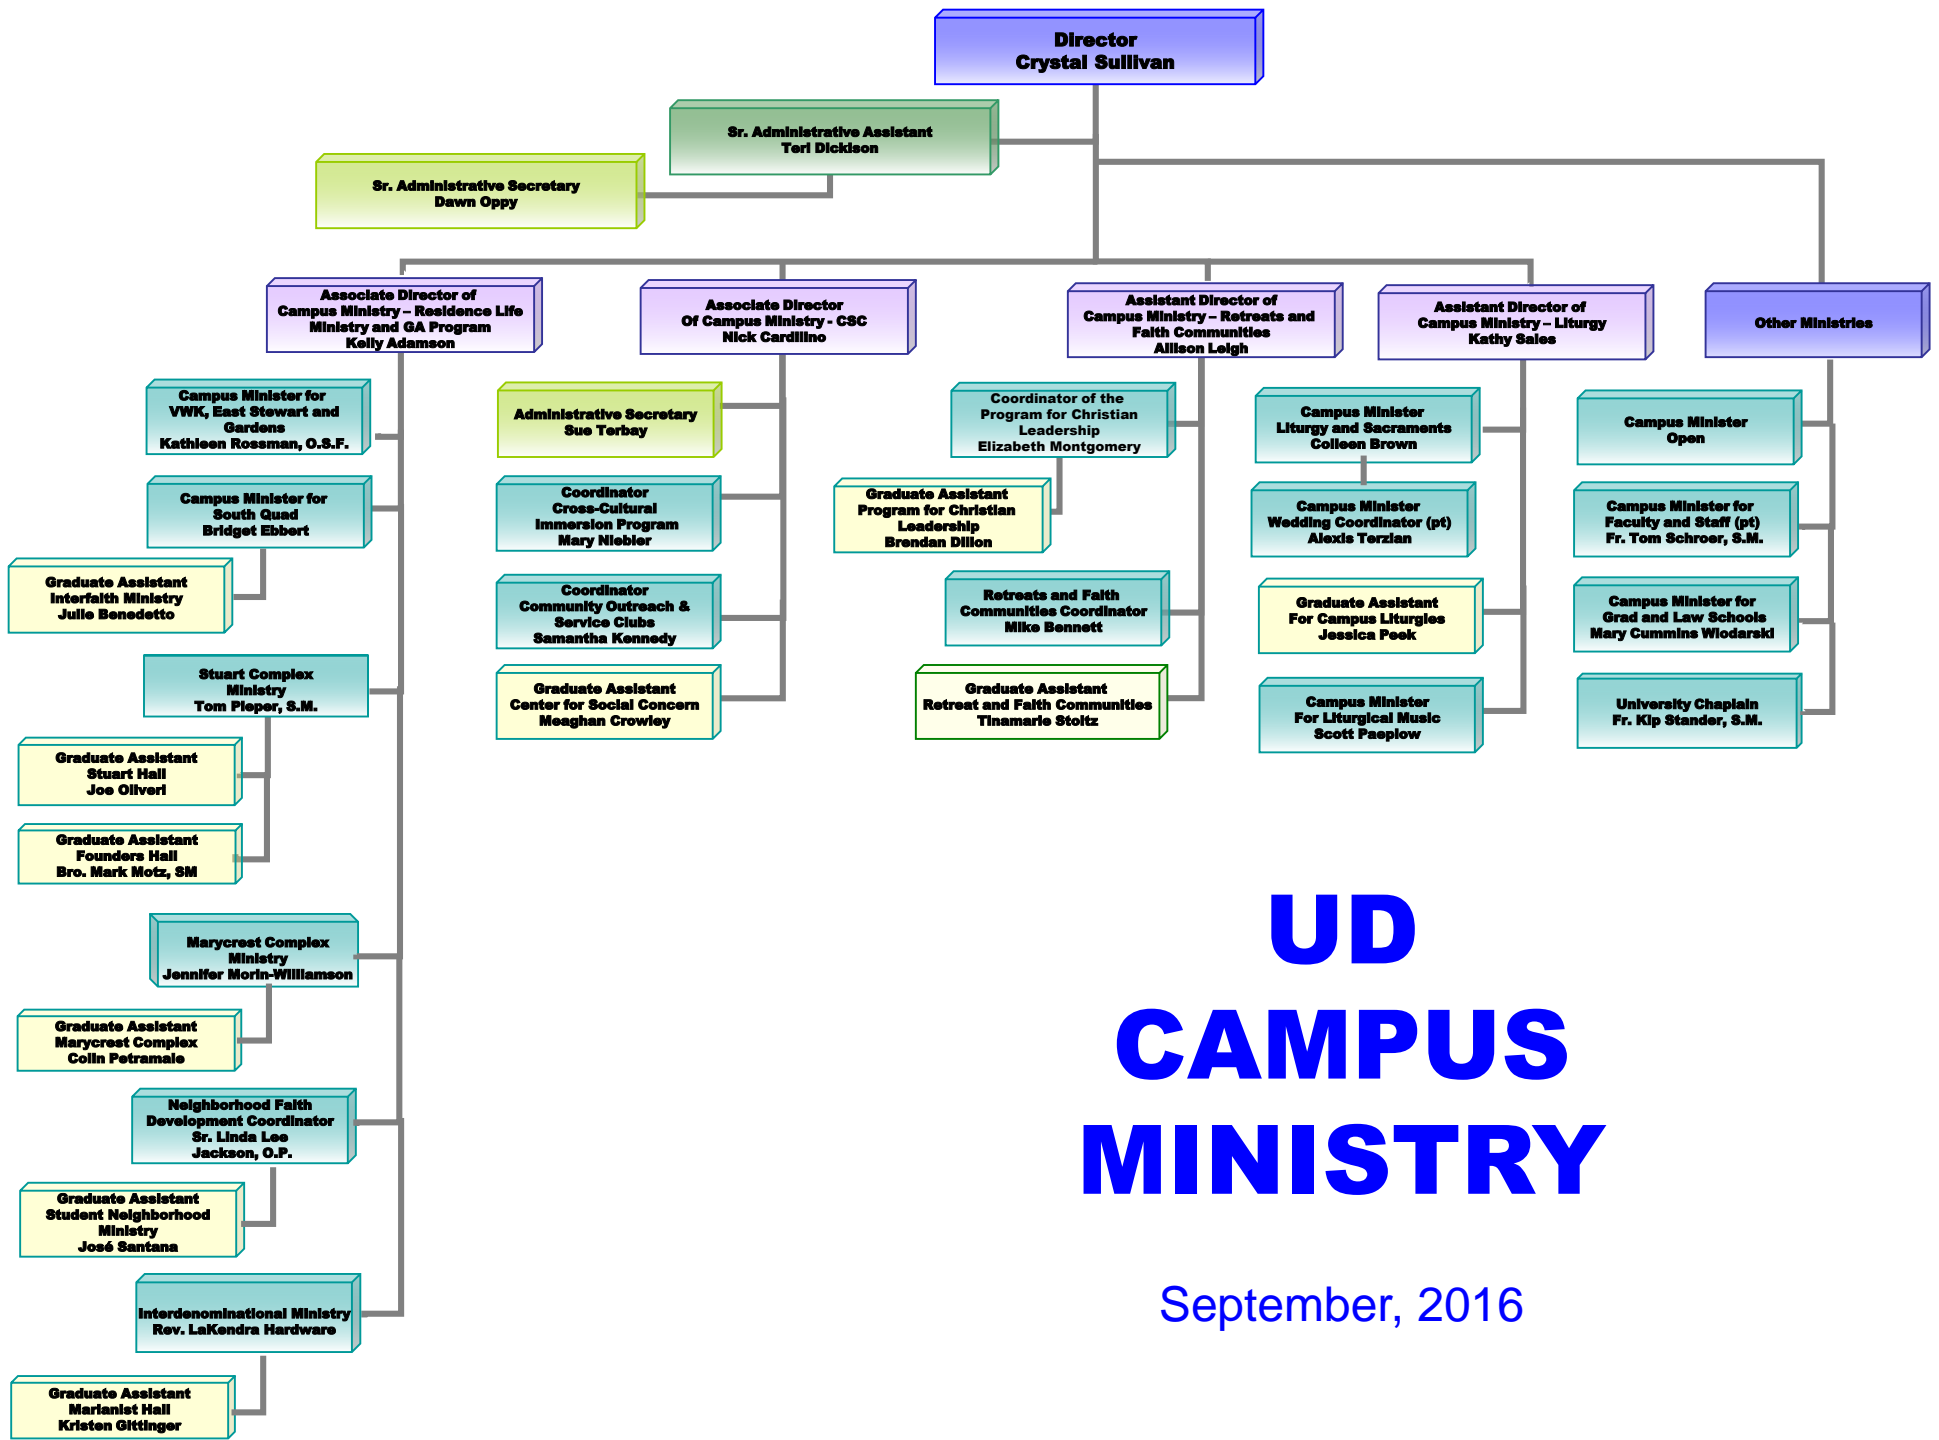 Director
Crystal Sullivan
Sr. Administrative Assistant
Teri Dickison
Sr. Administrative Secretary
Dawn Oppy
Associate Director of
Campus Ministry – Residence Life
Ministry and GA Program
Kelly Adamson
Associate Director
Of Campus Ministry - CSC
Nick Cardilino
Assistant Director of
Campus Ministry – Retreats and
Faith Communities
Allison Leigh
Assistant Director of
Campus Ministry – Liturgy
Kathy Sales
Other Ministries
Campus Minister for
VWK, East Stewart and
Gardens
Kathleen Rossman, O.S.F.
Campus Minister for
South Quad
Bridget Ebbert
Graduate Assistant
Interfaith Ministry
Julie Benedetto
Stuart Complex
Ministry
Tom Pieper, S.M.
Graduate Assistant
Stuart Hall
Joe Oliveri
Graduate Assistant
Founders Hall
Bro. Mark Motz, SM
Marycrest Complex
Ministry
Jennifer Morin-Williamson
Graduate Assistant
Marycrest Complex
Colin Petramale
Neighborhood Faith
Development Coordinator
Sr. Linda Lee
Jackson, O.P.
Graduate Assistant
Student Neighborhood
Ministry
José Santana
Interdenominational Ministry
Rev. LaKendra Hardware
Graduate Assistant
Marianist Hall
Kristen Gittinger
Administrative Secretary
Sue Terbay
Coordinator
Cross-Cultural
Immersion Program
Mary Niebler
Coordinator
Community Outreach &
Service Clubs
Samantha Kennedy
Graduate Assistant
Center for Social Concern
Meaghan Crowley
Coordinator of the
Program for Christian
Leadership
Elizabeth Montgomery
Graduate Assistant
Program for Christian
Leadership
Brendan Dillon
Retreats and Faith
Communities Coordinator
Mike Bennett
Graduate Assistant
Retreat and Faith Communities
Tinamarie Stoltz
Campus Minister
Liturgy and Sacraments
Colleen Brown
Campus Minister
Wedding Coordinator (pt)
Alexis Terzian
Graduate Assistant
For Campus Liturgies
Jessica Peek
Campus Minister
For Liturgical Music
Scott Paeplow
Campus Minister
Open
Campus Minister for
Faculty and Staff (pt)
Fr. Tom Schroer, S.M.
Campus Minister for
Grad and Law Schools
Mary Cummins Wlodarski
University Chaplain
Fr. Kip Stander, S.M.
UD
CAMPUS
MINISTRY
September, 2016